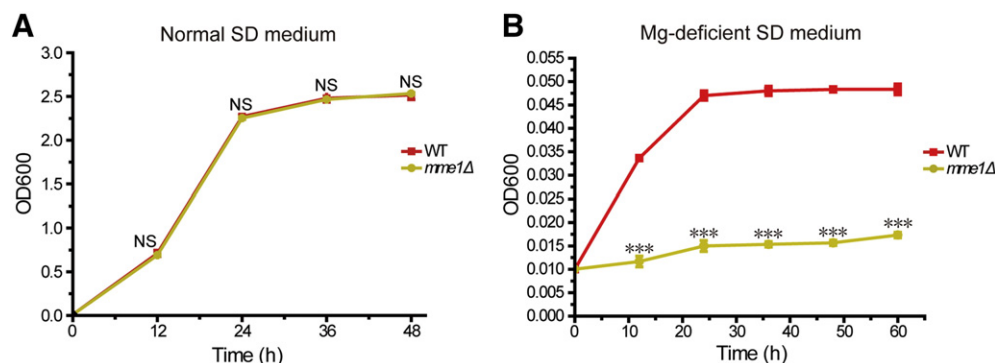 A
Normal SD medium
3.0
2.5
2.0
1.5
1.0
0.5
0.0
OD600
NS
NS
NS
NS
0
12
24
36
48
Time (h)
WT
mme1Δ
B
Mg-deficient SD medium
0.055
0.050
0.045
0.040
0.035
0.030
0.025
0.020
0.015
0.010
0.005
0.000
OD600
***
***
***
***
***
0
10
20
30
40
50
60
Time (h)
WT
mme1Δ